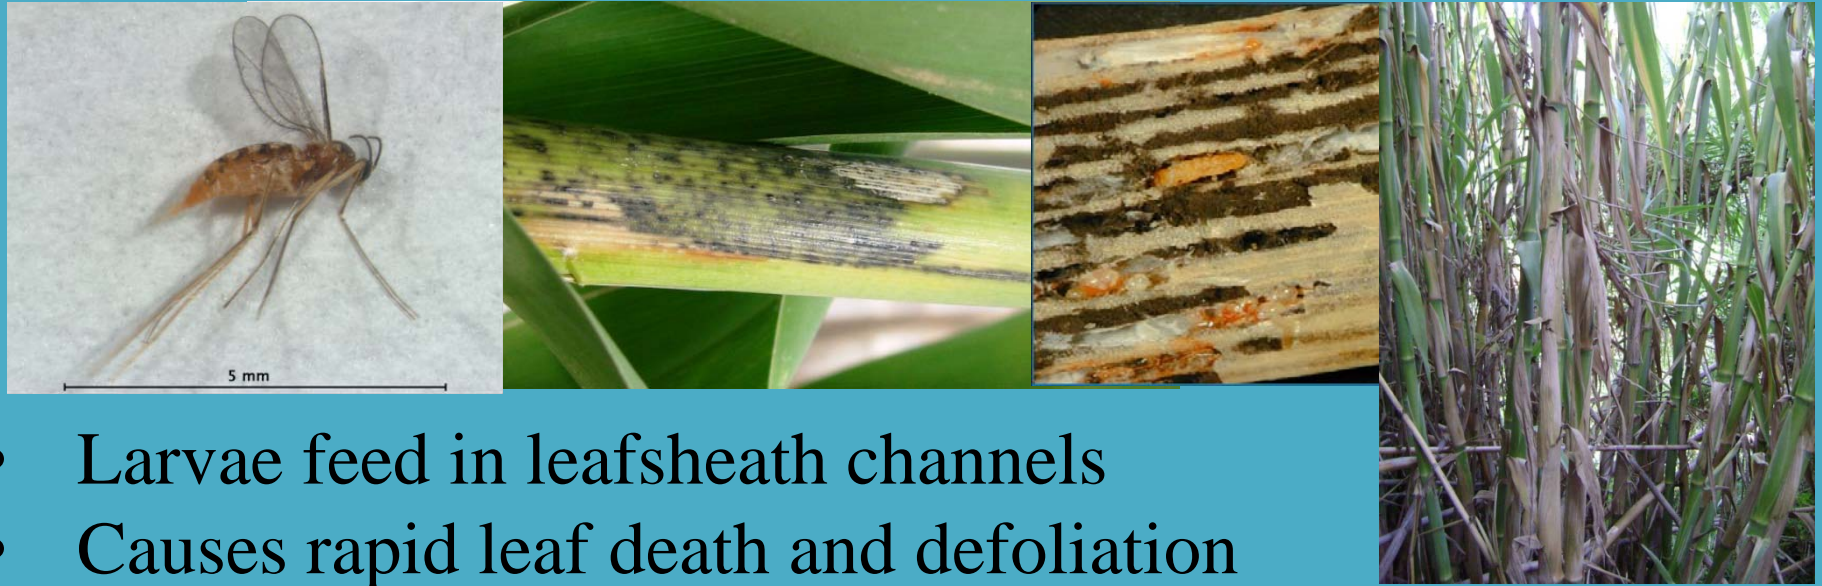 5 mm
• Larvae feed in leafsheath channels
• Causes rapid leaf death and defoliation